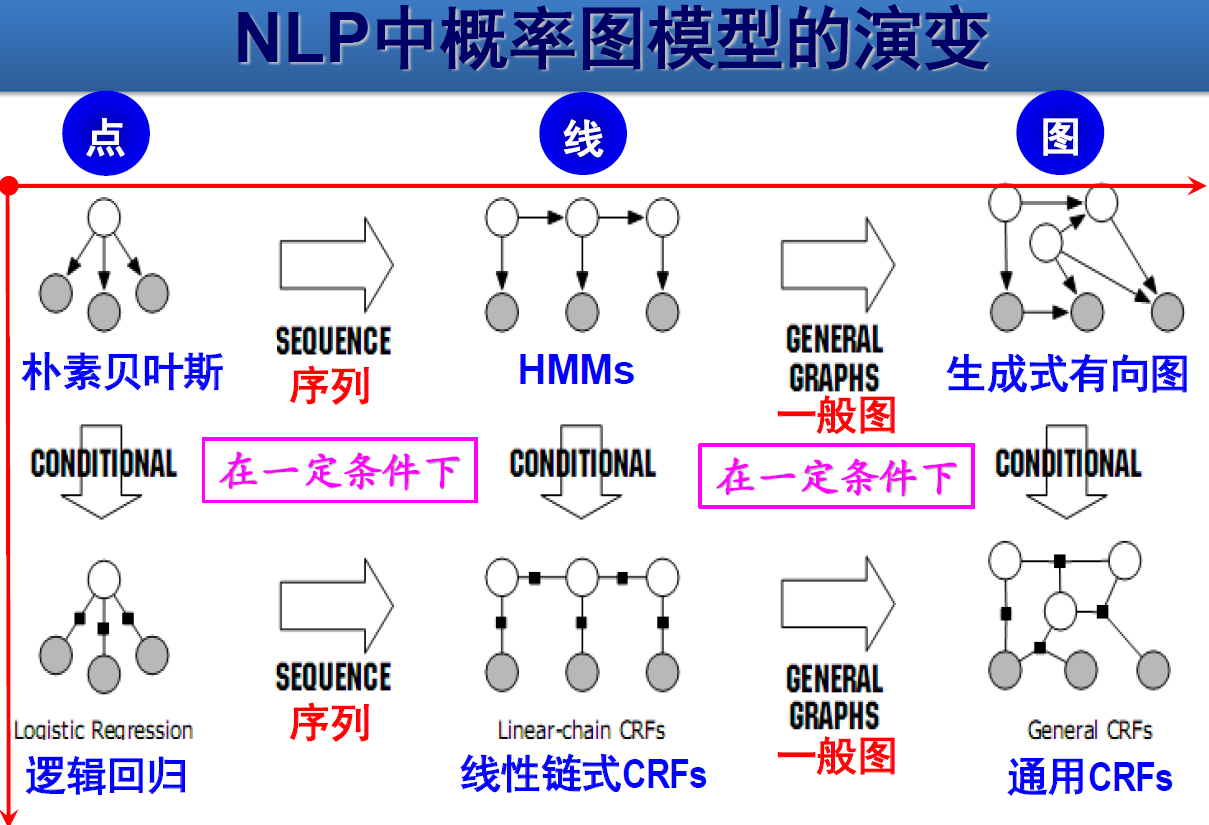 NLP中概率图模型的演变
点
线
图
SEQUENCE
序列
GENERAL
GRAPHS
一般图
朴素贝叶斯
HMMs
生成式有向图
CONDITIONAL
在一定条件下
CONDITIONAL
在一定条件下
CONDITIONAL
SEQUENCE
序列
GENERAL
GRAPHS
一般图
Logistic Regression
Linear-chain CRFs
General CRFs
逻辑回归
线性链式CRFs
通用CRFs